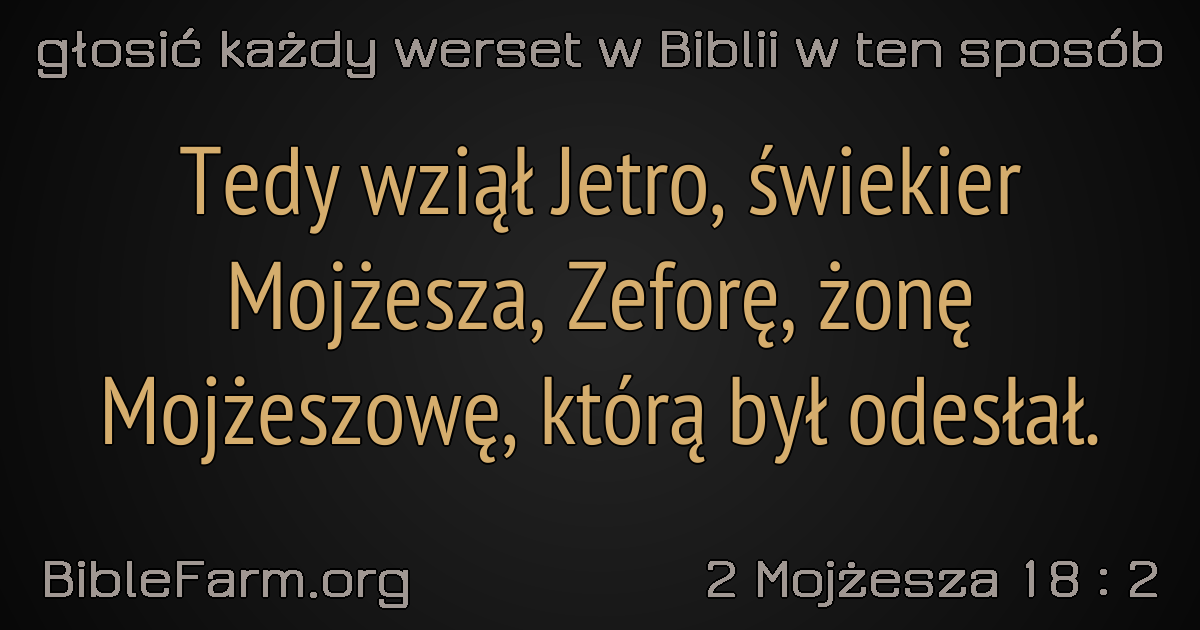 głosić każdy werset w Biblii w ten sposób
Tedy wziął Jetro, świekier
Mojżesza, Zeforę, żonę
Mojżeszowę, którą był odesłał.
BibleFarm.org
2 Mojżesza 18 : 2